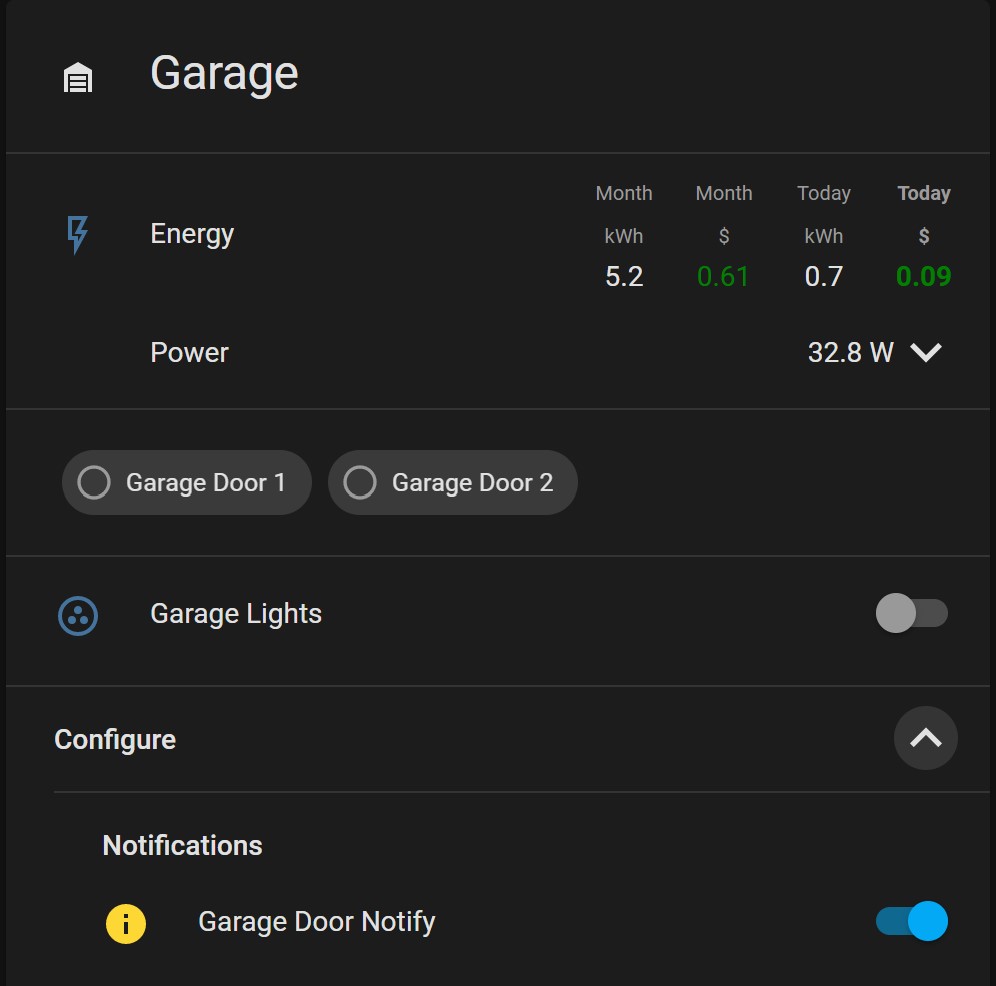 Garage
Month Month Today Today
Energy kWh $ kWh $
5.2 0.61 0.7 0.09
Power 32.8 W
Garage Door 1 Garage Door 2
Garage Lights
Configure
Notifications
Garage Door Notify